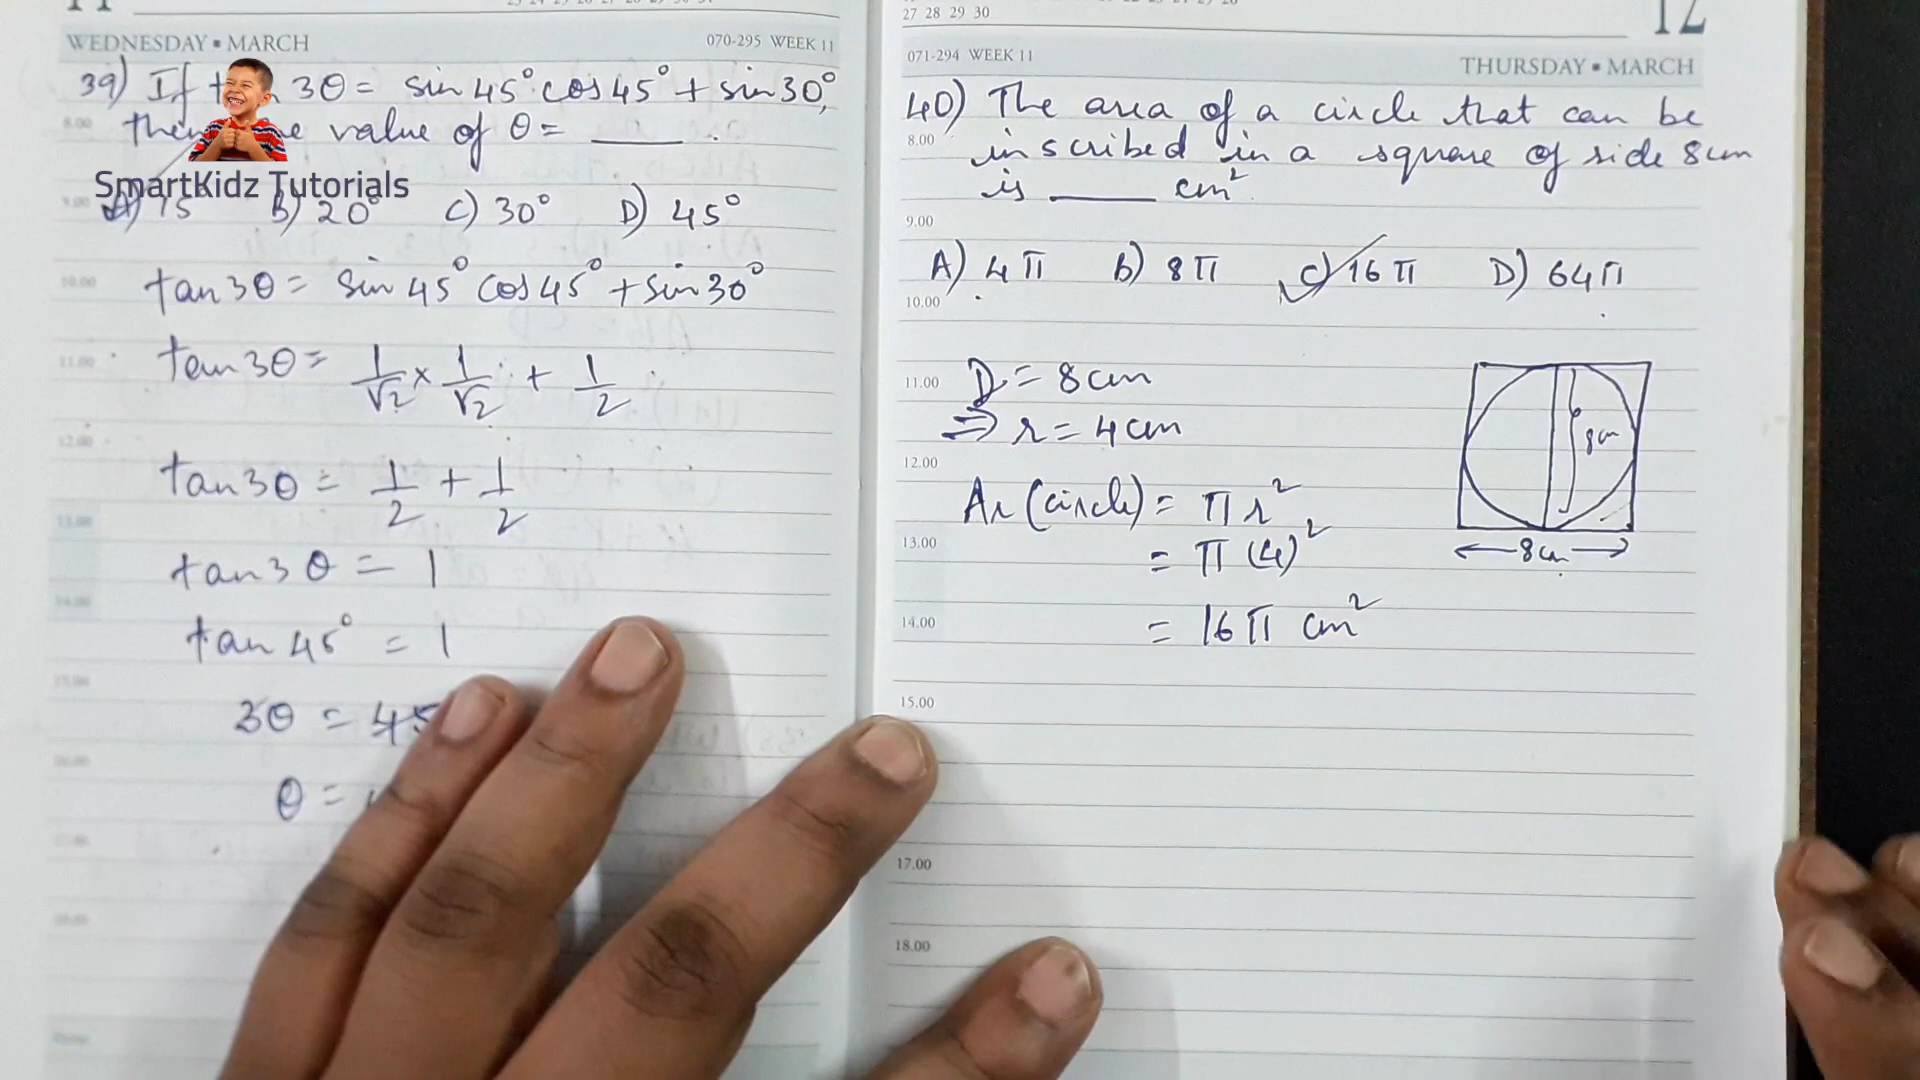 WEDNESDAY ▪ MARCH
070-295 WEEK 11
39) If 3θ = sin 45° cos 45° + sin 30°,
value of θ = ____ .
SmartKidz Tutorials
A) 15° B) 20° C) 30° D) 45°
tan 3θ = sin 45° cos 45° + sin 30°
tan 3θ = 1/√2 × 1/√2 + 1/2
tan 3θ = 1/2 + 1/2
tan 3θ = 1
tan 45° = 1
3θ = 45
θ =
27 28 29 30
12
071-294 WEEK 11
THURSDAY ▪ MARCH
40) The area of a circle that can be
inscribed in a square of side 8cm
is ____ cm².
A) 4π B) 8π C) 16π D) 64π
D = 8cm
⇒ r = 4cm
Ar (circle) = πr²
= π (4)²
= 16π cm²
8cm
8cm
8.00
9.00
10.00
11.00
12.00
13.00
14.00
15.00
17.00
18.00